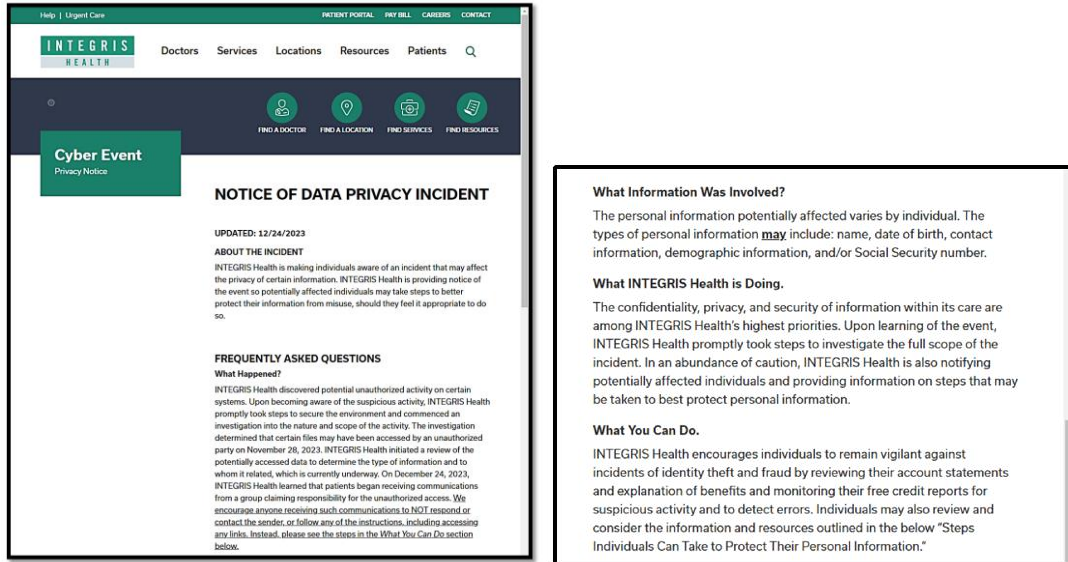 Help | Urgent Care
PATIENT PORTAL PAY BILL CAREERS CONTACT
INTEGRIS
HEALTH
Doctors Services Locations Resources Patients
FIND A DOCTOR FIND A LOCATION FIND SERVICES FIND RESOURCES
Cyber Event
Privacy Notice
NOTICE OF DATA PRIVACY INCIDENT
UPDATED: 12/24/2023
ABOUT THE INCIDENT
INTEGRIS Health is making individuals aware of an incident that may affect
the privacy of certain information. INTEGRIS Health is providing notice of
the event so potentially affected individuals may take steps to better
protect their information from misuse, should they feel it appropriate to do
so.
FREQUENTLY ASKED QUESTIONS
What Happened?
INTEGRIS Health discovered potential unauthorized activity on certain
systems. Upon becoming aware of the suspicious activity, INTEGRIS Health
promptly took steps to secure the environment and commenced an
investigation into the nature and scope of the activity. The investigation
determined that certain files may have been accessed by an unauthorized
party on November 28, 2023. INTEGRIS Health initiated a review of the
potentially accessed data to determine the type of information and to
whom it related, which is currently underway. On December 24, 2023,
INTEGRIS Health learned that patients began receiving communications
from a group claiming responsibility for the unauthorized access. We
encourage anyone receiving such communications to NOT respond or
contact the sender, or follow any of the instructions, including accessing
any links. Instead, please see the steps in the What You Can Do section
below.
What Information Was Involved?
The personal information potentially affected varies by individual. The
types of personal information may include: name, date of birth, contact
information, demographic information, and/or Social Security number.
What INTEGRIS Health is Doing.
The confidentiality, privacy, and security of information within its care are
among INTEGRIS Health's highest priorities. Upon learning of the event,
INTEGRIS Health promptly took steps to investigate the full scope of the
incident. In an abundance of caution, INTEGRIS Health is also notifying
potentially affected individuals and providing information on steps that may
be taken to best protect personal information.
What You Can Do.
INTEGRIS Health encourages individuals to remain vigilant against
incidents of identity theft and fraud by reviewing their account statements
and explanation of benefits and monitoring their free credit reports for
suspicious activity and to detect errors. Individuals may also review and
consider the information and resources outlined in the below "Steps
Individuals Can Take to Protect Their Personal Information."